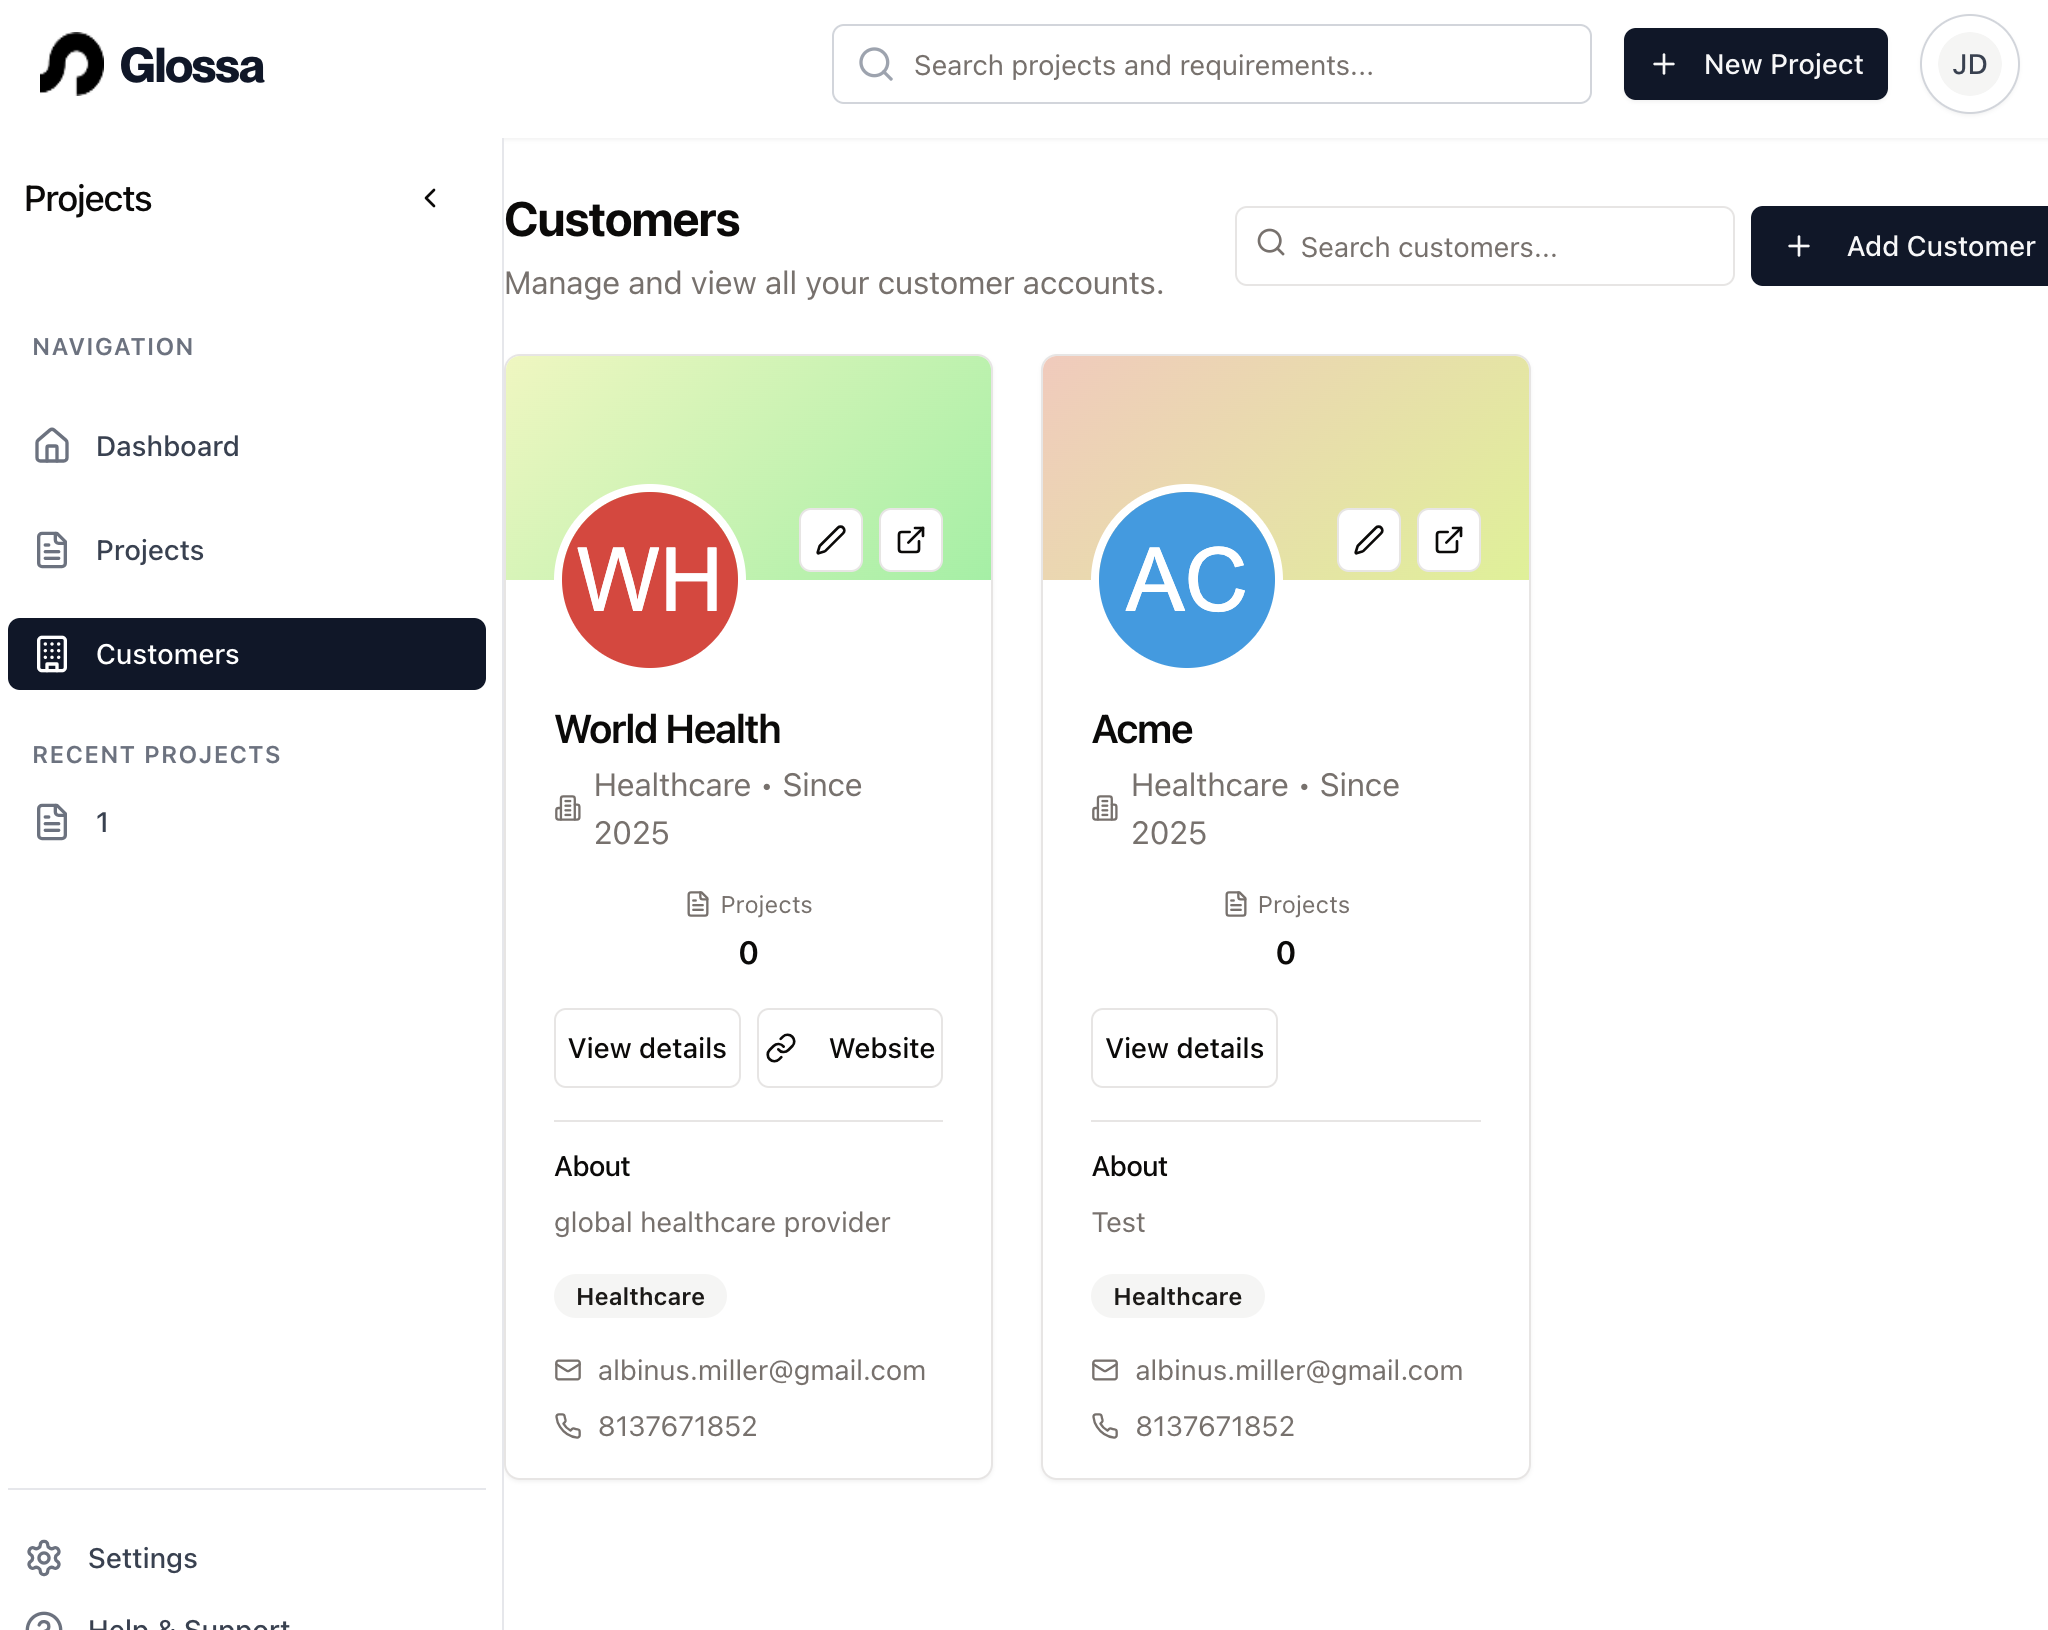 Glossa
Search projects and requirements...
New Project
JD
Projects
NAVIGATION
Dashboard
Projects
Customers
RECENT PROJECTS
1
Settings
Help & Support
Customers
Manage and view all your customer accounts.
Search customers...
Add Customer
WH
World Health
Healthcare • Since
2025
Projects
0
View details
Website
About
global healthcare provider
Healthcare
albinus.miller@gmail.com
8137671852
AC
Acme
Healthcare • Since
2025
Projects
0
View details
About
Test
Healthcare
albinus.miller@gmail.com
8137671852